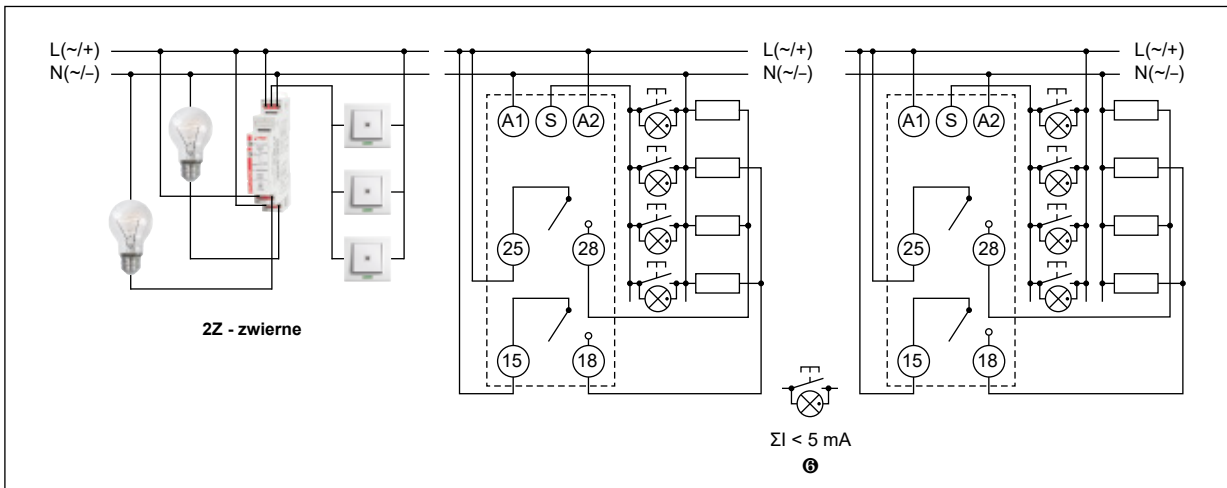 L(~/+)
N(~/–)
L(~/+)
N(~/–)
L(~/+)
N(~/–)
A1
S
A2
25
28
15
18
A1
S
A2
25
28
15
18
2Z - zwierne
ΣI < 5 mA
❻